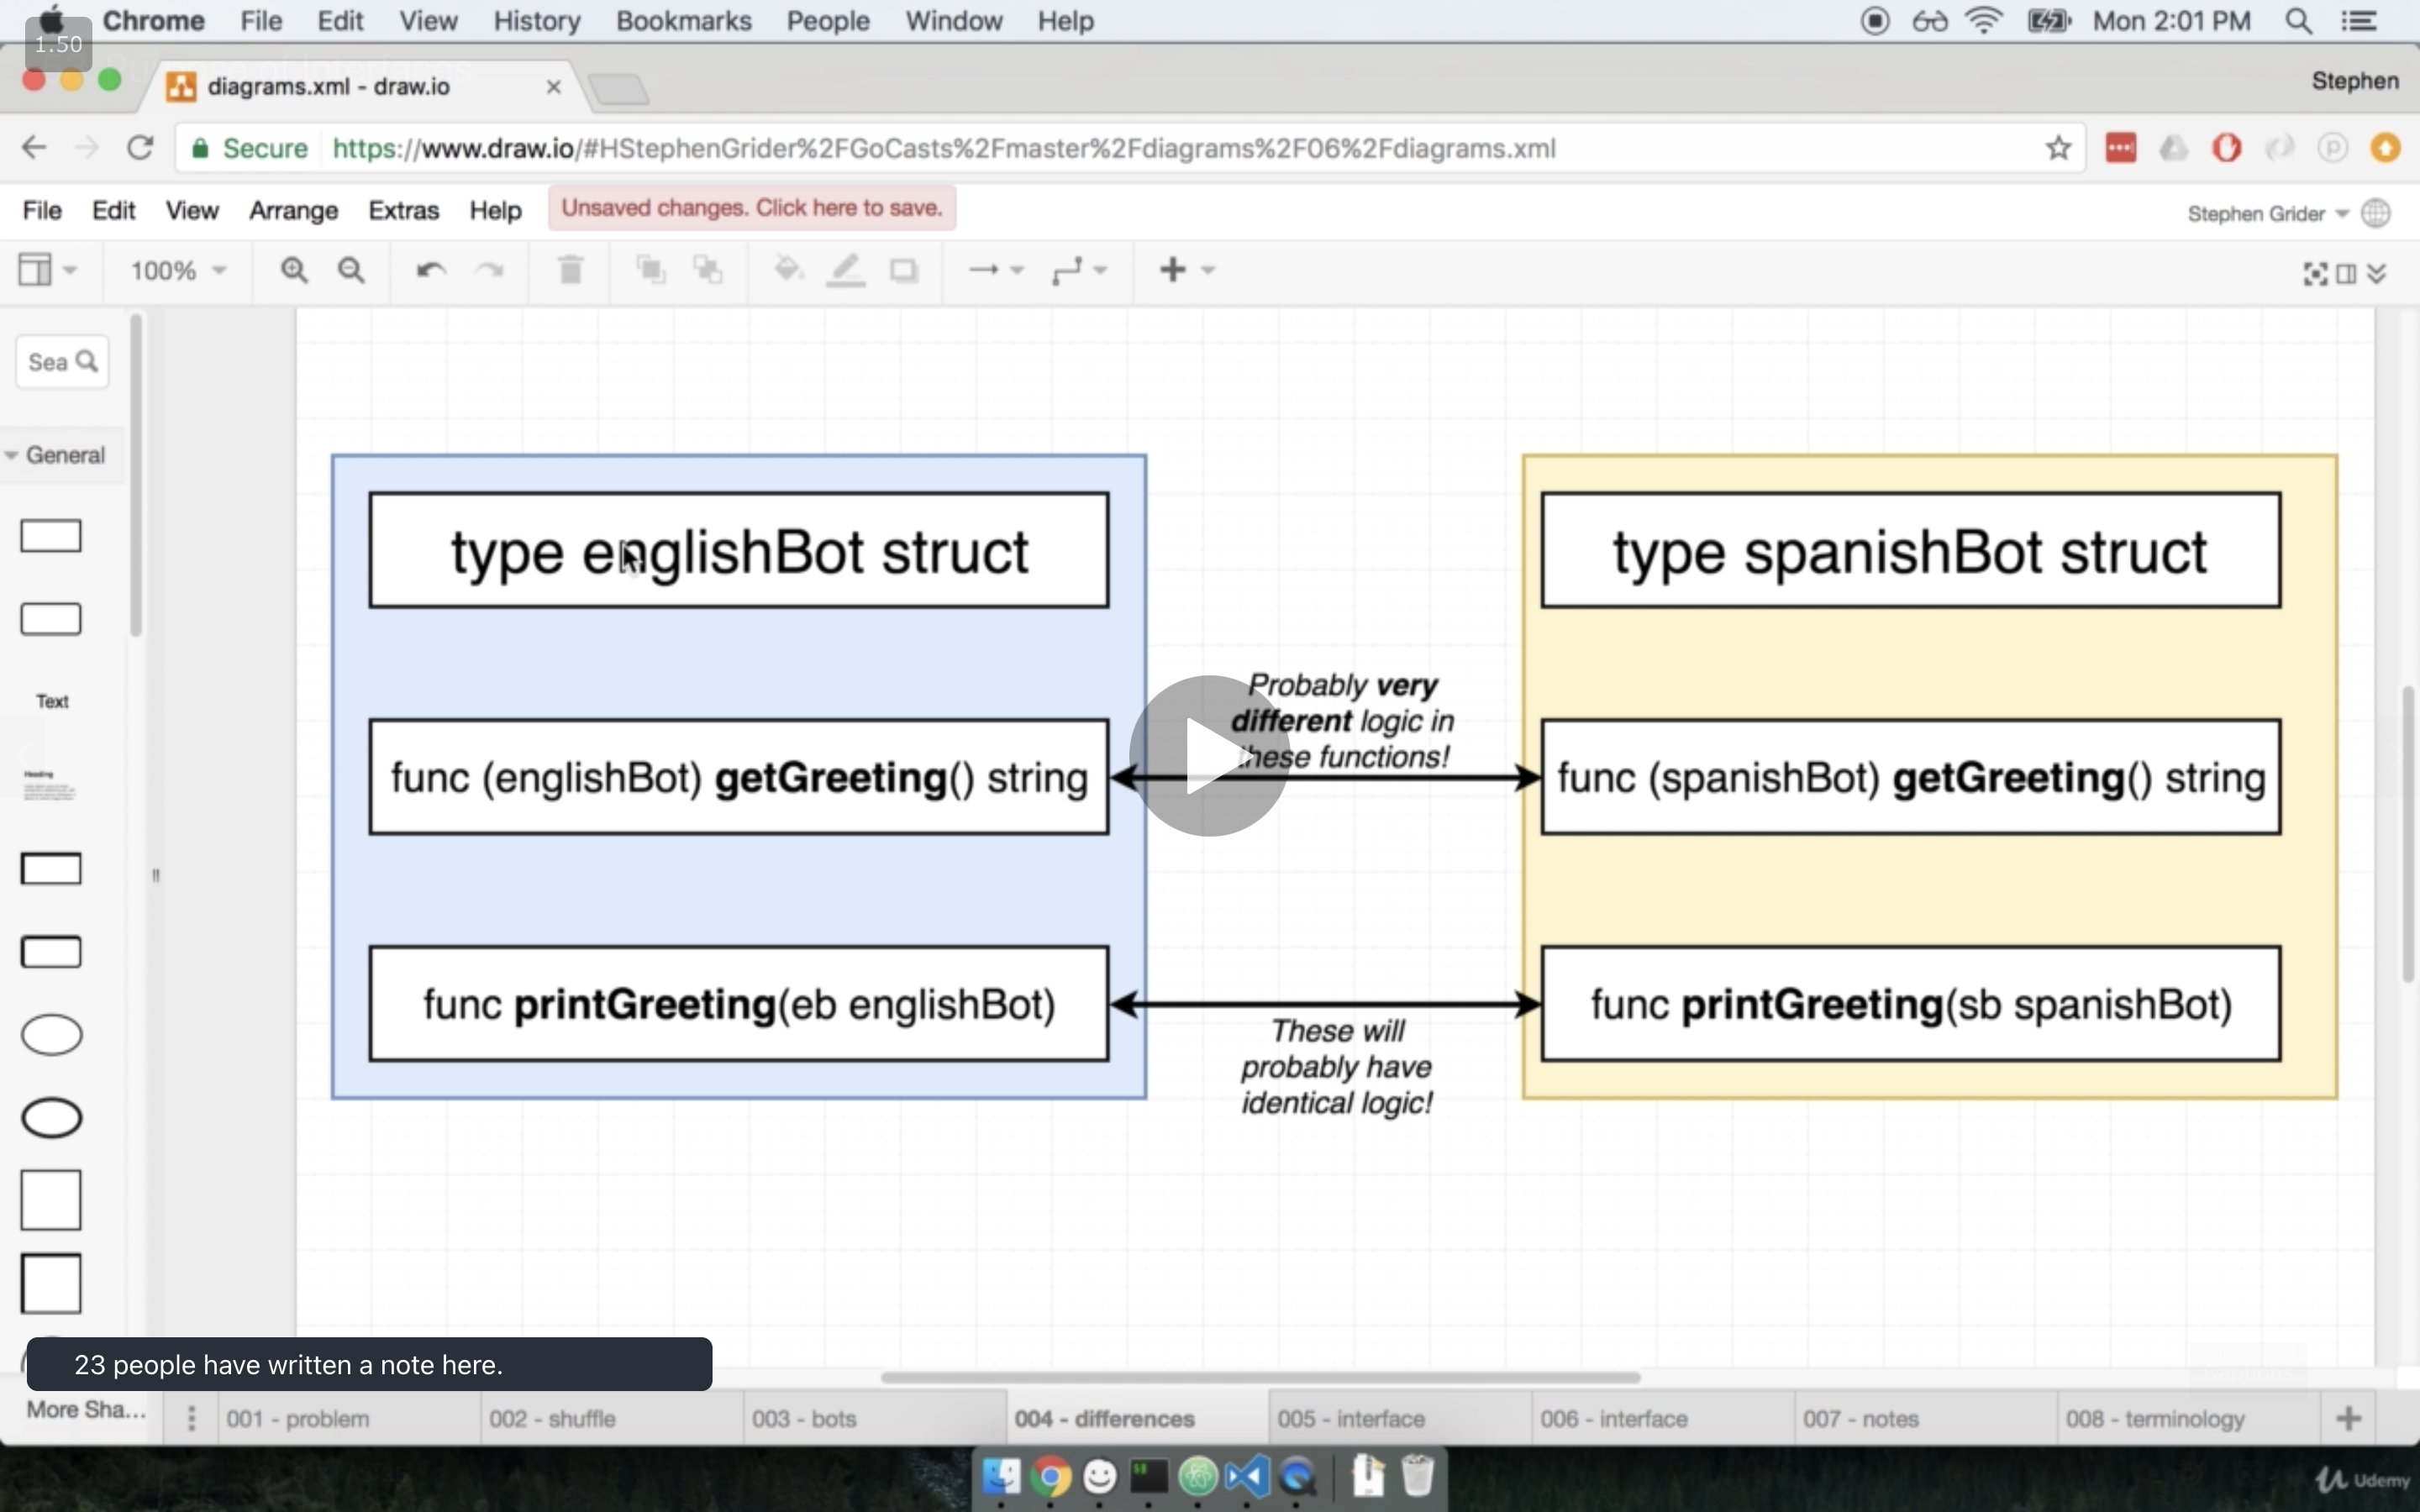 Chrome File Edit View History Bookmarks People Window Help Mon 2:01 PM
1.50
diagrams.xml - draw.io Stephen
Secure https://www.draw.io/#HStephenGrider%2FGoCasts%2Fmaster%2Fdiagrams%2F06%2Fdiagrams.xml
File Edit View Arrange Extras Help Unsaved changes. Click here to save. Stephen Grider
100%
Sea
General
Text
Heading
type englishBot struct
type spanishBot struct
Probably very
different logic in
these functions!
func (englishBot) getGreeting() string
func (spanishBot) getGreeting() string
func printGreeting(eb englishBot)
func printGreeting(sb spanishBot)
These will
probably have
identical logic!
23 people have written a note here.
More Sha... 001 - problem 002 - shuffle 003 - bots 004 - differences 005 - interface 006 - interface 007 - notes 008 - terminology
Udemy